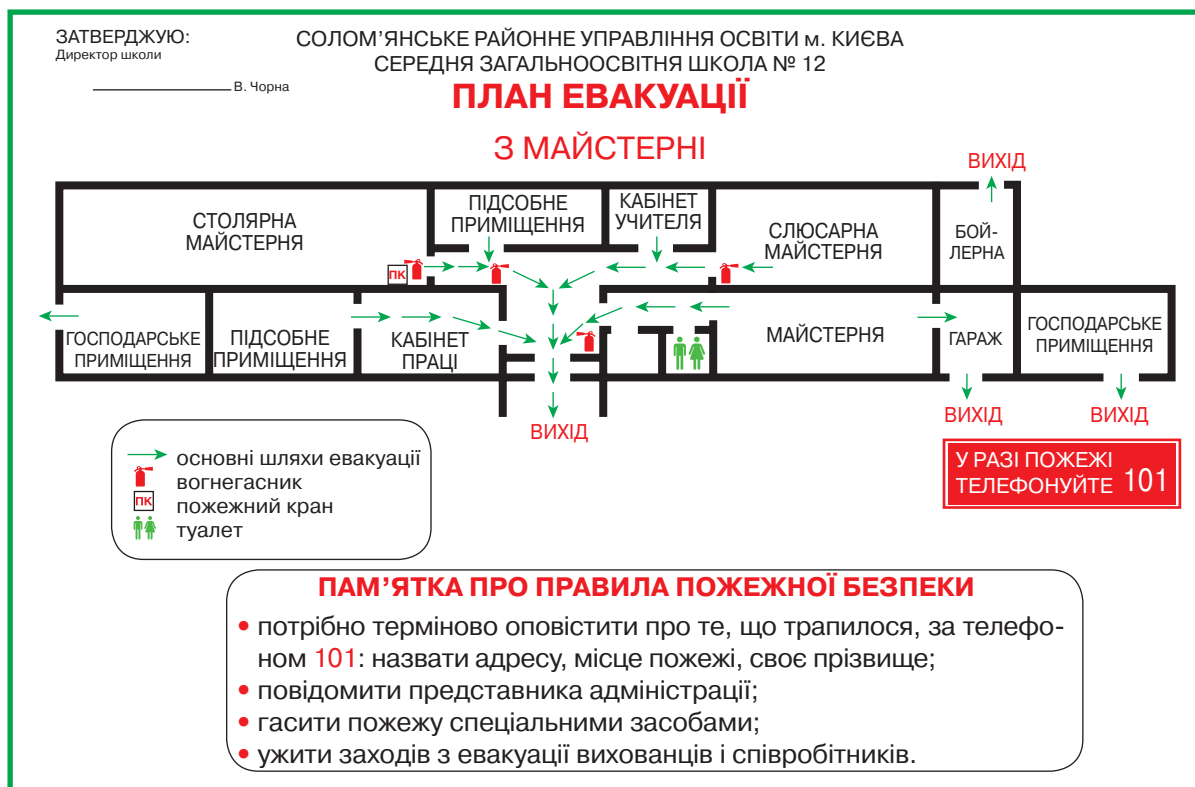 ЗАТВЕРДЖУЮ:
Директор школи
В. Чорна
СОЛОМ’ЯНСЬКЕ РАЙОННЕ УПРАВЛІННЯ ОСВІТИ м. КИЄВА
СЕРЕДНЯ ЗАГАЛЬНООСВІТНЯ ШКОЛА № 12
ПЛАН ЕВАКУАЦІЇ
З МАЙСТЕРНІ
ВИХІД
СТОЛЯРНА
МАЙСТЕРНЯ
ПІДСОБНЕ
ПРИМІЩЕННЯ
КАБІНЕТ
УЧИТЕЛЯ
СЛЮСАРНА
МАЙСТЕРНЯ
БОЙ-
ЛЕРНА
ПК
ГОСПОДАРСЬКЕ
ПРИМІЩЕННЯ
ПІДСОБНЕ
ПРИМІЩЕННЯ
КАБІНЕТ
ПРАЦІ
МАЙСТЕРНЯ
ГАРАЖ
ГОСПОДАРСЬКЕ
ПРИМІЩЕННЯ
ВИХІД
ВИХІД
ВИХІД
основні шляхи евакуації
вогнегасник
ПК пожежний кран
туалет
У РАЗІ ПОЖЕЖІ
ТЕЛЕФОНУЙТЕ 101
ПАМ’ЯТКА ПРО ПРАВИЛА ПОЖЕЖНОЇ БЕЗПЕКИ
• потрібно терміново оповістити про те, що трапилося, за телефо-
ном 101: назвати адресу, місце пожежі, своє прізвище;
• повідомити представника адміністрації;
• гасити пожежу спеціальними засобами;
• ужити заходів з евакуації вихованців і співробітників.